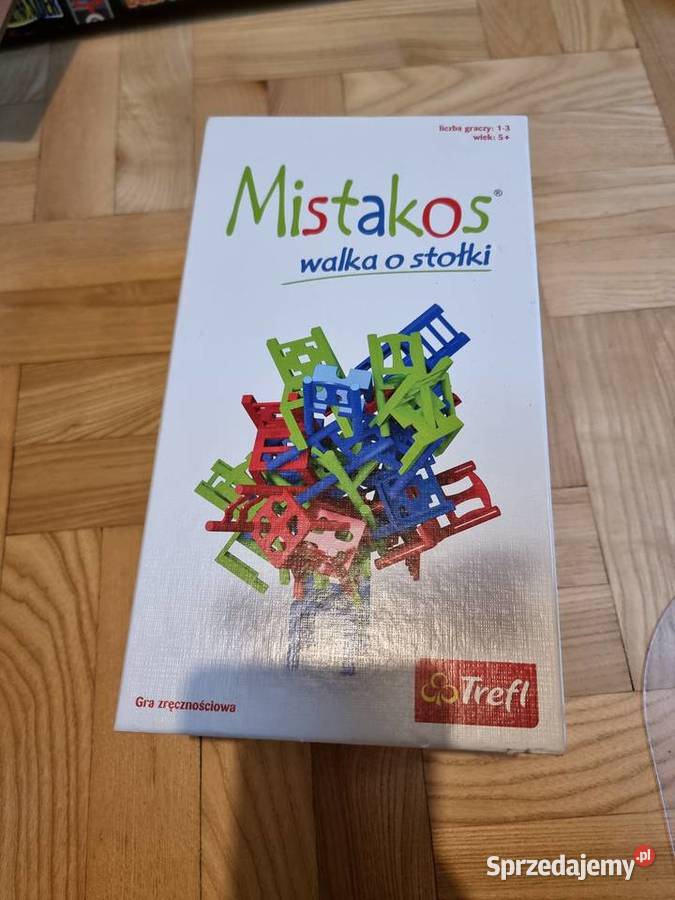 liczba graczy: 1-3
wiek: 5+
Mistakos®
walka o stołki
Gra zręcznościowa
Trefl
Sprzedajemy.pl